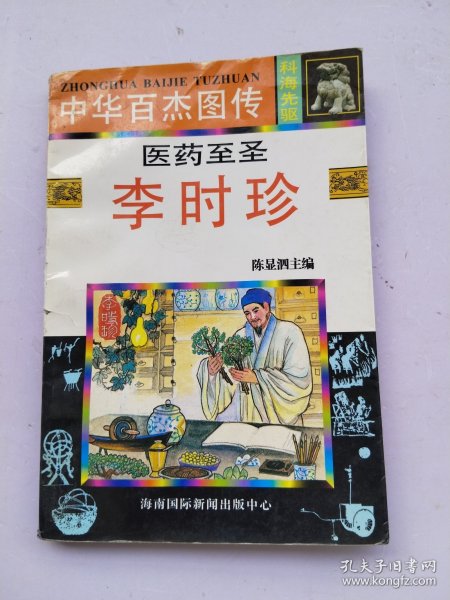 ZHONGHUA BAIJIE TUZHUAN
中华百杰图传
科海先驱
医药至圣
李时珍
陈显泗主编
李时珍
海南国际新闻出版中心
孔夫子旧书网
www.kongfz.com